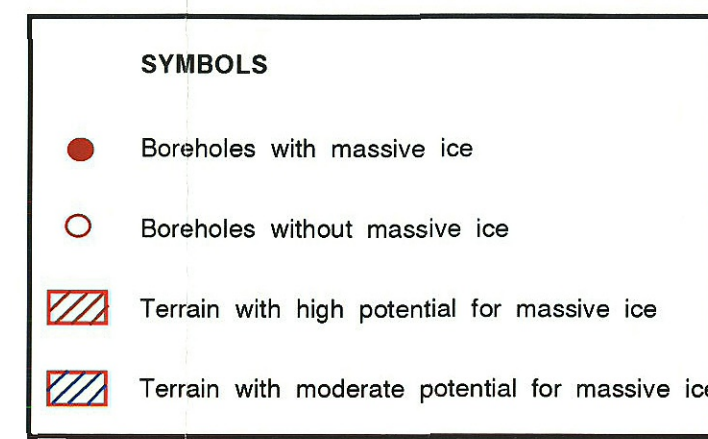 SYMBOLS
Boreholes with massive ice
Boreholes without massive ice
Terrain with high potential for massive ice
Terrain with moderate potential for massive ice